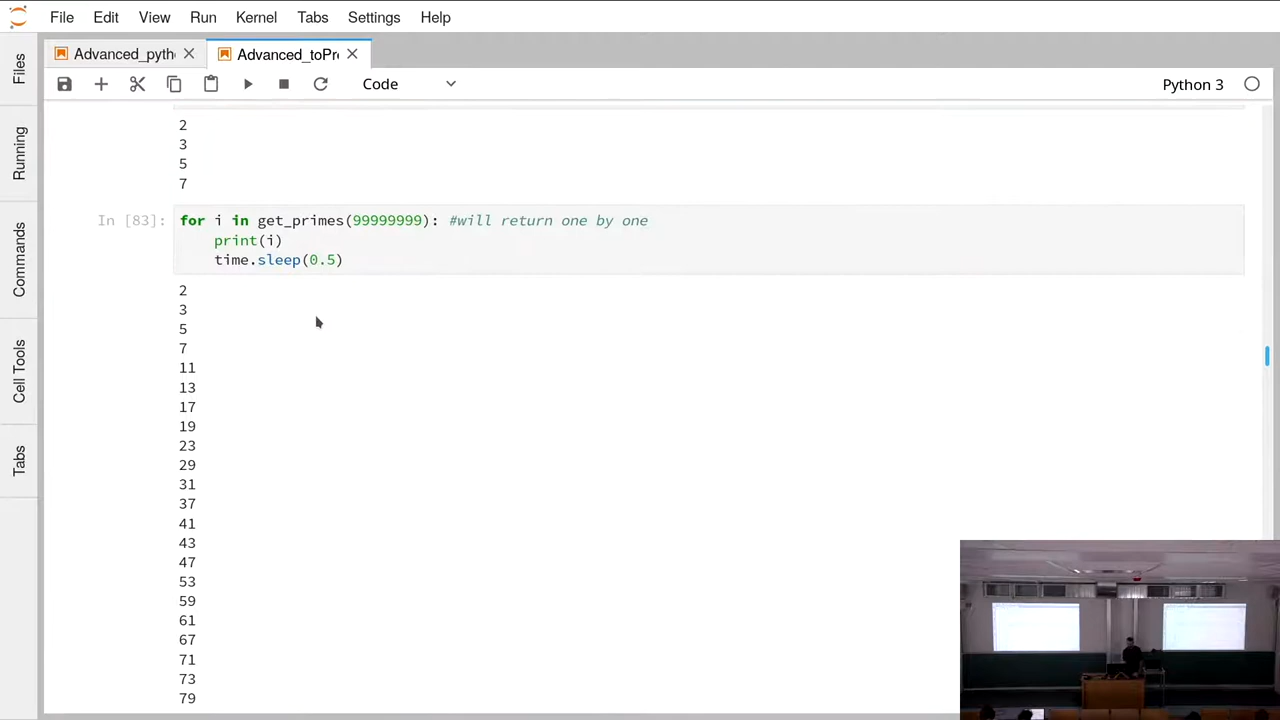 File Edit View Run Kernel Tabs Settings Help
Files
Running
Commands
Cell Tools
Tabs
Advanced_pyth
Advanced_toPr
Code
Python 3
2
3
5
7
In [83]:
for i in get_primes(99999999): #will return one by one
print(i)
time.sleep(0.5)
2
3
5
7
11
13
17
19
23
29
31
37
41
43
47
53
59
61
67
71
73
79